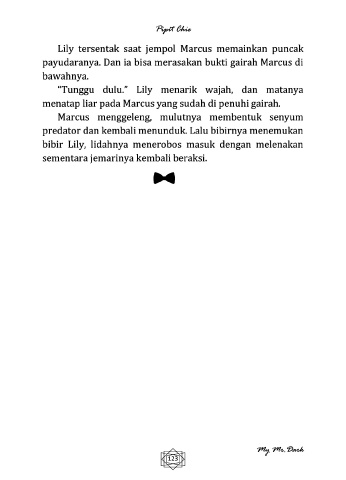 Pipit Chie
Lily tersentak saat jempol Marcus memainkan puncak
payudaranya. Dan ia bisa merasakan bukti gairah Marcus di
bawahnya.
"Tunggu dulu." Lily menarik wajah, dan matanya
menatap liar pada Marcus yang sudah di penuhi gairah.
Marcus menggeleng, mulutnya membentuk senyum
predator dan kembali menunduk. Lalu bibirnya menemukan
bibir Lily, lidahnya menerobos masuk dengan melenakan
sementara jemarinya kembali beraksi.
My Mr. Dark
123